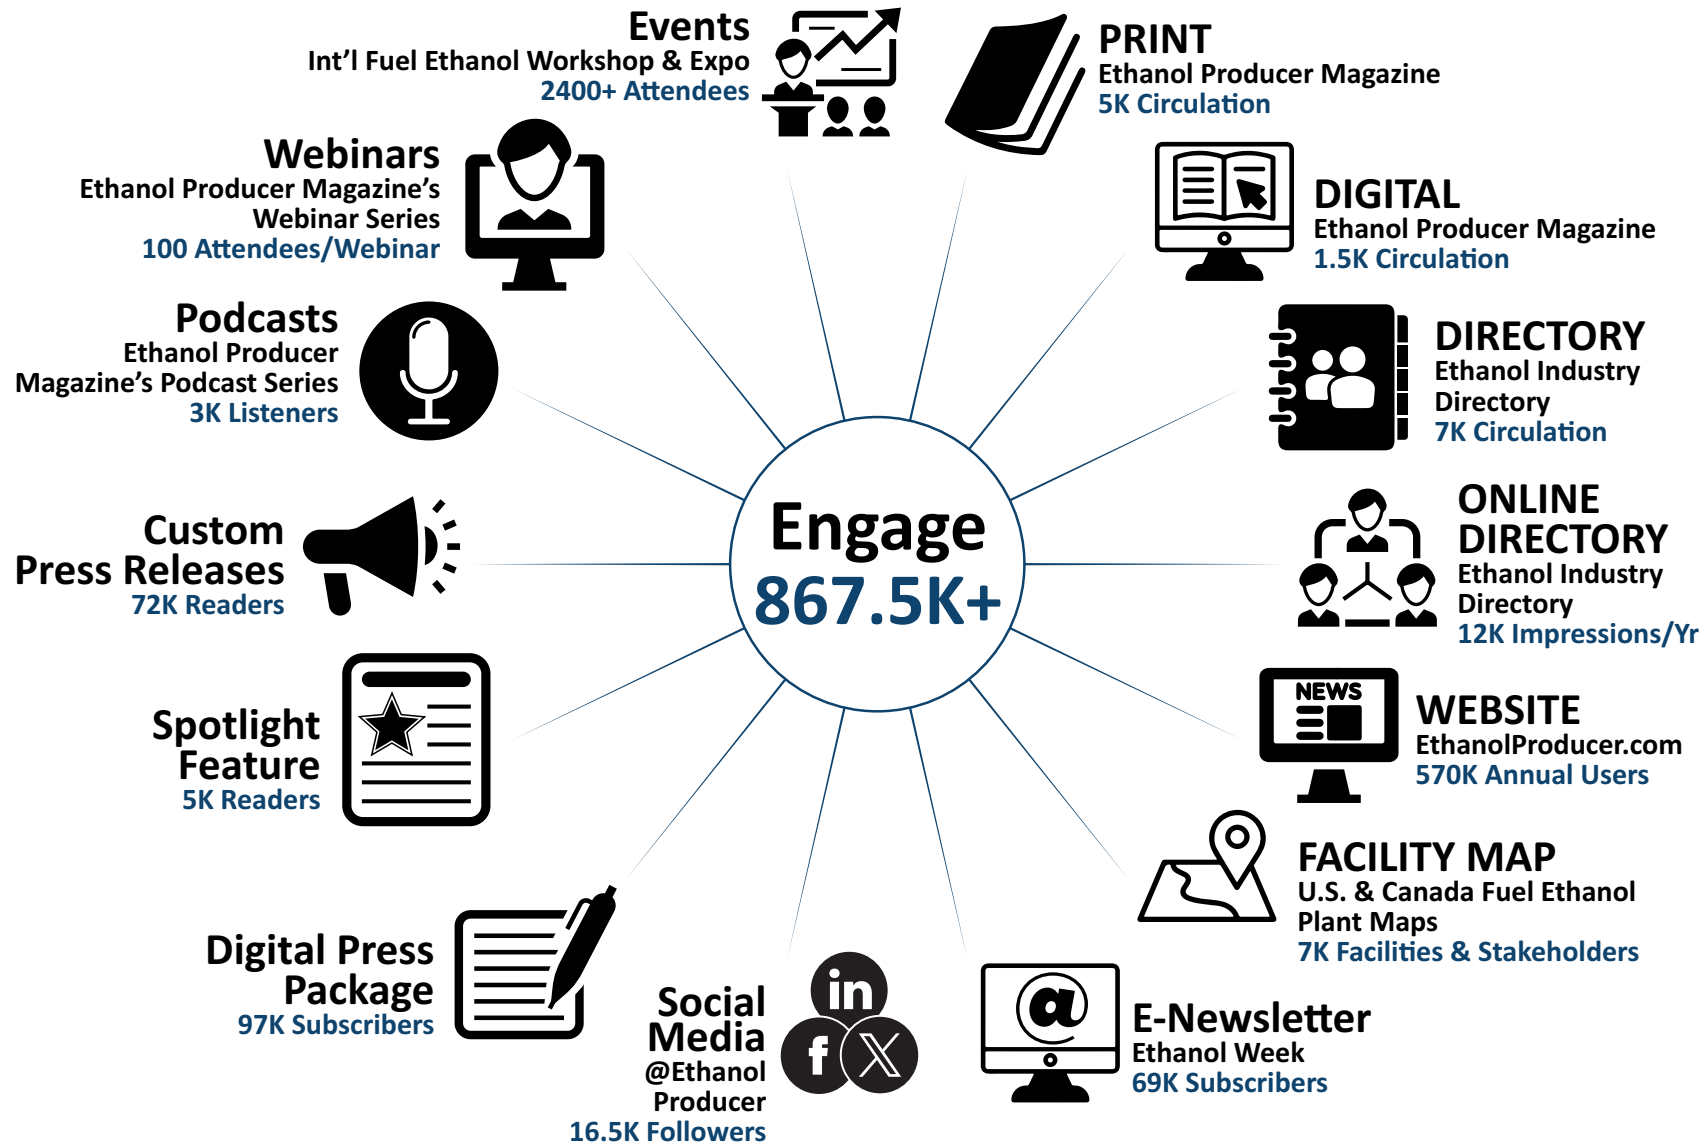 Events
Int'l Fuel Ethanol Workshop & Expo
2400+ Attendees
PRINT
Ethanol Producer Magazine
5K Circulation
DIGITAL
Ethanol Producer Magazine
1.5K Circulation
DIRECTORY
Ethanol Industry
Directory
7K Circulation
ONLINE
DIRECTORY
Ethanol Industry
Directory
12K Impressions/Yr
NEWS
WEBSITE
EthanolProducer.com
570K Annual Users
FACILITY MAP
U.S. & Canada Fuel Ethanol
Plant Maps
7K Facilities & Stakeholders
@
E-Newsletter
Ethanol Week
69K Subscribers
in
f
X
Social
Media
@Ethanol
Producer
16.5K Followers
Digital Press
Package
97K Subscribers
Spotlight
Feature
5K Readers
Custom
Press Releases
72K Readers
Podcasts
Ethanol Producer
Magazine's Podcast Series
3K Listeners
Webinars
Ethanol Producer Magazine's
Webinar Series
100 Attendees/Webinar
Engage
867.5K+